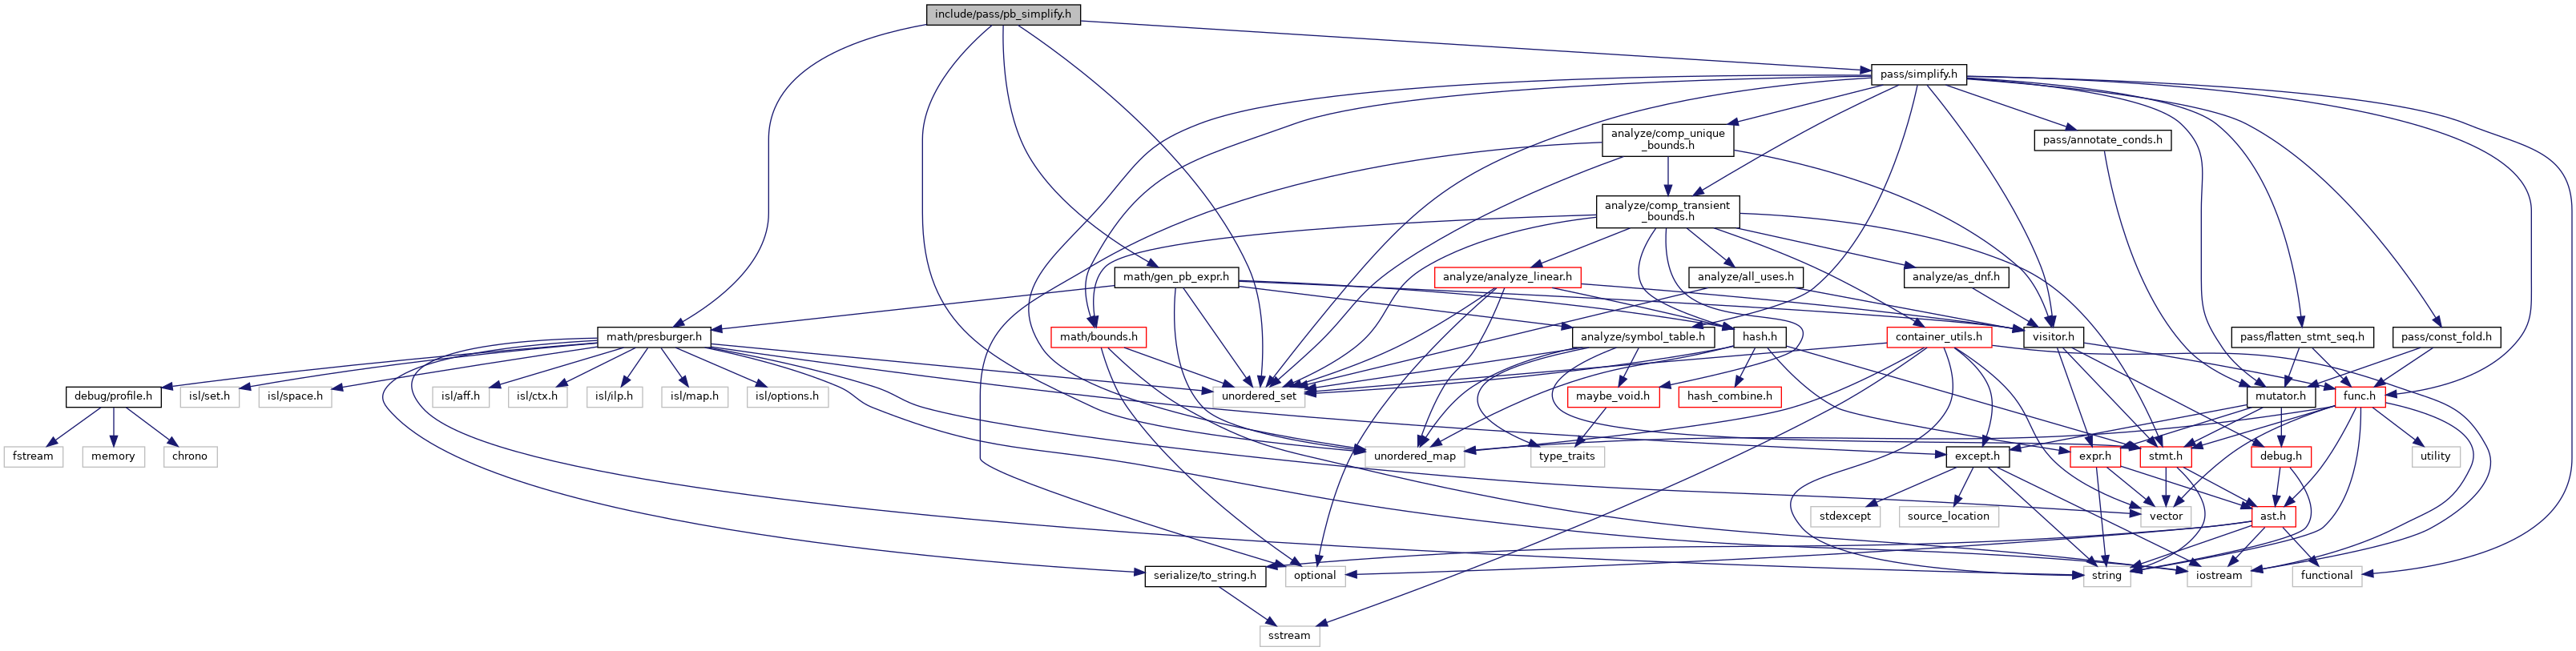 include/pass/pb_simplify.h
pass/simplify.h
analyze/comp_unique
_bounds.h
pass/annotate_conds.h
analyze/comp_transient
_bounds.h
math/gen_pb_expr.h
analyze/analyze_linear.h
analyze/all_uses.h
analyze/as_dnf.h
math/presburger.h
math/bounds.h
analyze/symbol_table.h
hash.h
container_utils.h
visitor.h
pass/flatten_stmt_seq.h
pass/const_fold.h
debug/profile.h
isl/set.h
isl/space.h
isl/aff.h
isl/ctx.h
isl/ilp.h
isl/map.h
isl/options.h
unordered_set
maybe_void.h
hash_combine.h
mutator.h
func.h
fstream
memory
chrono
unordered_map
type_traits
except.h
expr.h
stmt.h
debug.h
utility
stdexcept
source_location
vector
ast.h
serialize/to_string.h
optional
string
iostream
functional
sstream